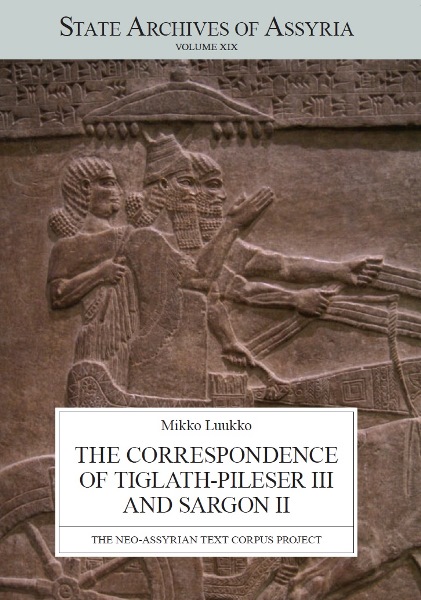 STATE ARCHIVES OF ASSYRIA
VOLUME XIX
Mikko Luukko
THE CORRESPONDENCE
OF TIGLATH-PILESER III
AND SARGON II
THE NEO-ASSYRIAN TEXT CORPUS PROJECT